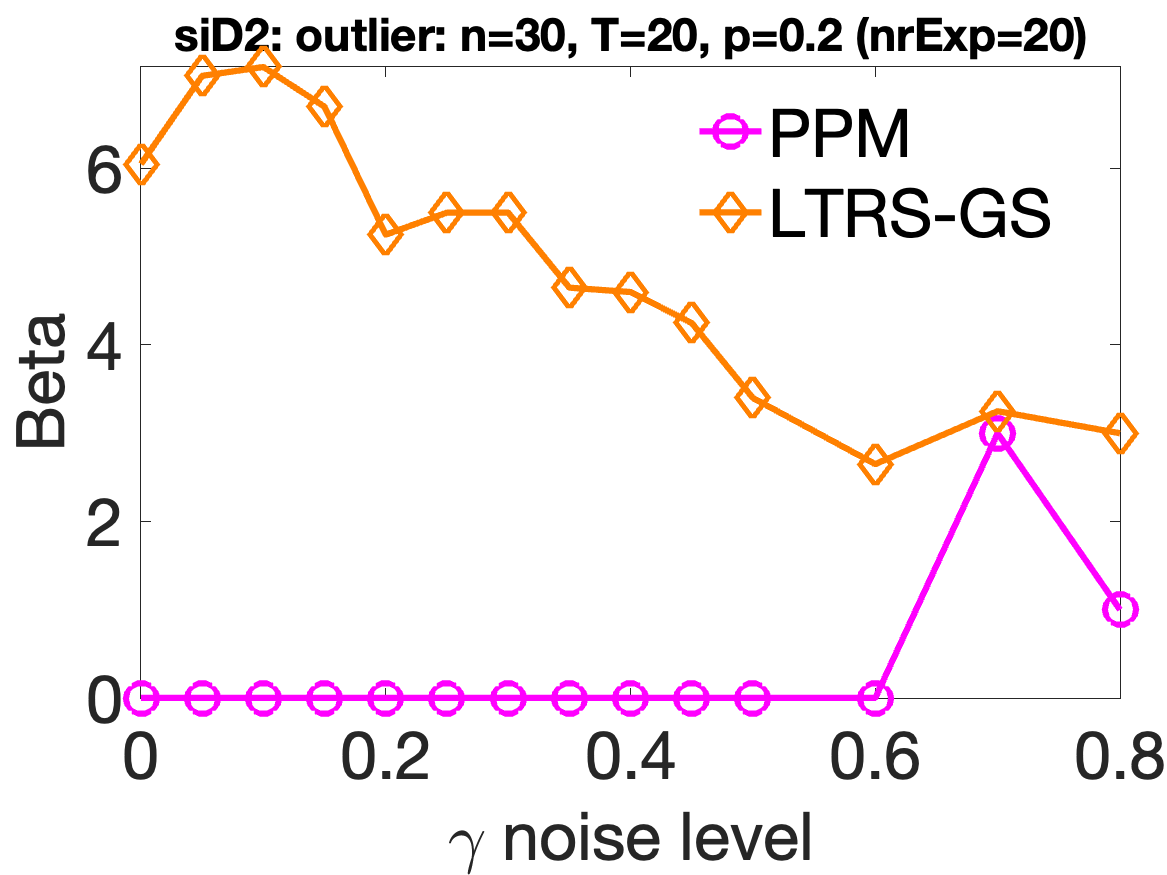 siD2: outlier: n=30, T=20, p=0.2 (nrExp=20)
PPM
LTRS-GS
6
4
2
0
Beta
0 0.2 0.4 0.6 0.8
γ noise level